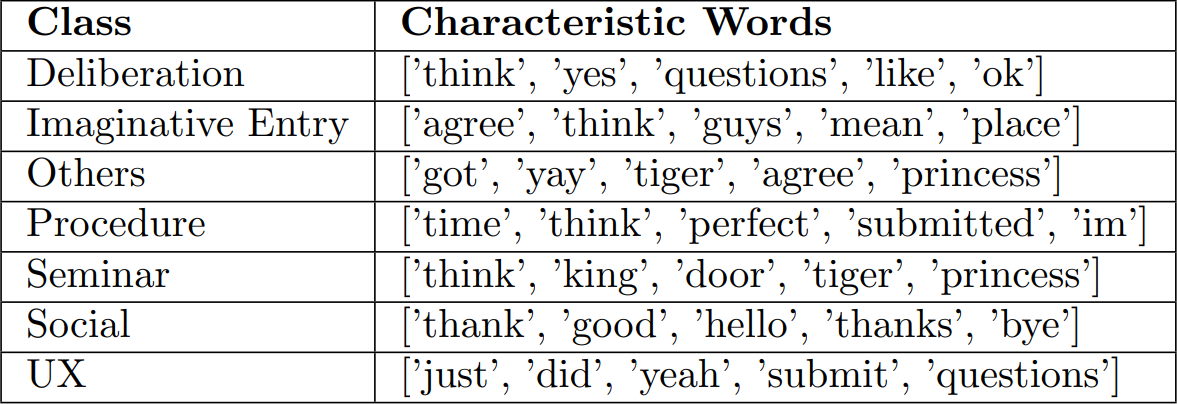 Class Characteristic Words
Deliberation [’think’, ’yes’, ’questions’, ’like’, ’ok’]
Imaginative Entry [’agree’, ’think’, ’guys’, ’mean’, ’place’]
Others [’got’, ’yay’, ’tiger’, ’agree’, ’princess’]
Procedure [’time’, ’think’, ’perfect’, ’submitted’, ’im’]
Seminar [’think’, ’king’, ’door’, ’tiger’, ’princess’]
Social [’thank’, ’good’, ’hello’, ’thanks’, ’bye’]
UX [’just’, ’did’, ’yeah’, ’submit’, ’questions’]